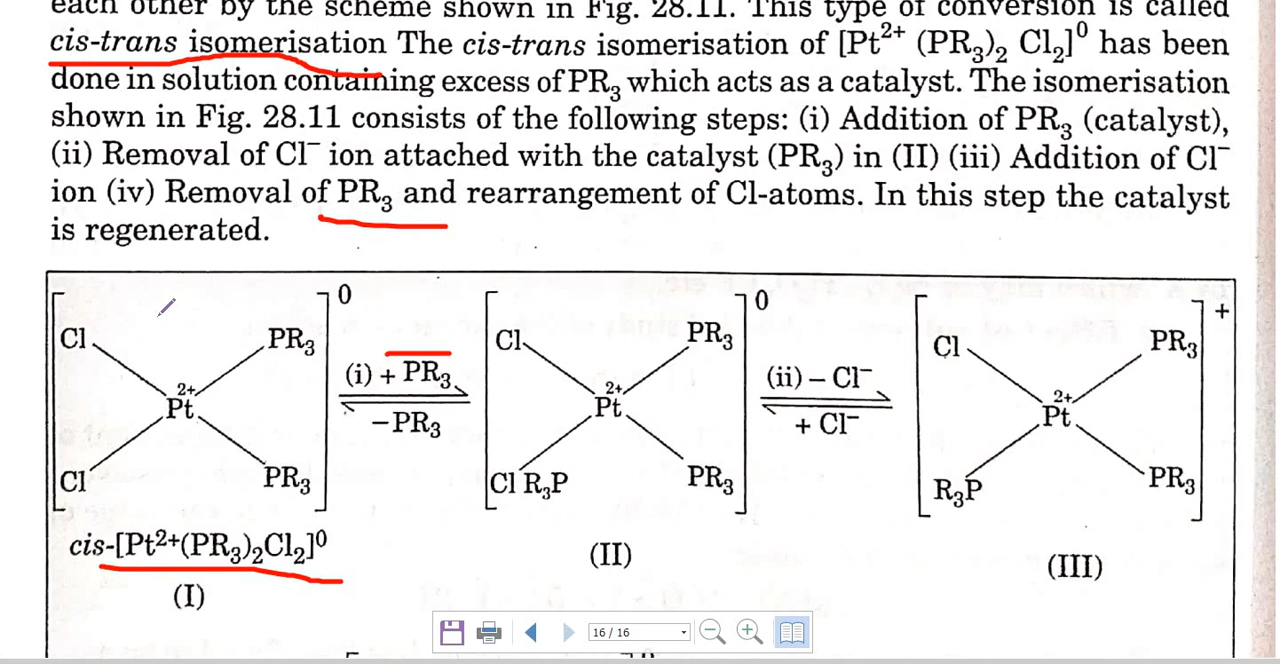 each other by the scheme shown in Fig. 28.11. This type of conversion is called
cis-trans isomerisation The cis-trans isomerisation of [Pt²⁺ (PR₃)₂ Cl₂]⁰ has been
done in solution containing excess of PR₃ which acts as a catalyst. The isomerisation
shown in Fig. 28.11 consists of the following steps: (i) Addition of PR₃ (catalyst),
(ii) Removal of Cl⁻ ion attached with the catalyst (PR₃) in (II) (iii) Addition of Cl⁻
ion (iv) Removal of PR₃ and rearrangement of Cl-atoms. In this step the catalyst
is regenerated.
0
Cl PR₃
2+
Pt
Cl PR₃
cis-[Pt²⁺(PR₃)₂Cl₂]⁰
(I)
(i) + PR₃
−PR₃
0
Cl PR₃
2+
Pt
Cl R₃P PR₃
(II)
(ii) − Cl⁻
+ Cl⁻
+
Cl PR₃
2+
Pt
R₃P PR₃
(III)
16 / 16